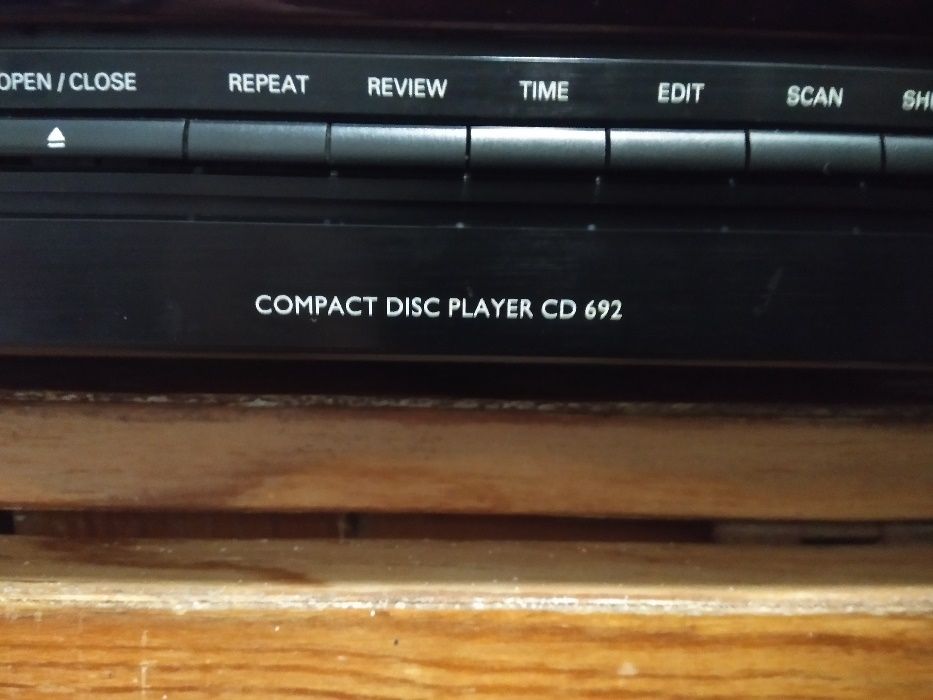 OPEN / CLOSE REPEAT REVIEW TIME EDIT SCAN
COMPACT DISC PLAYER CD 692